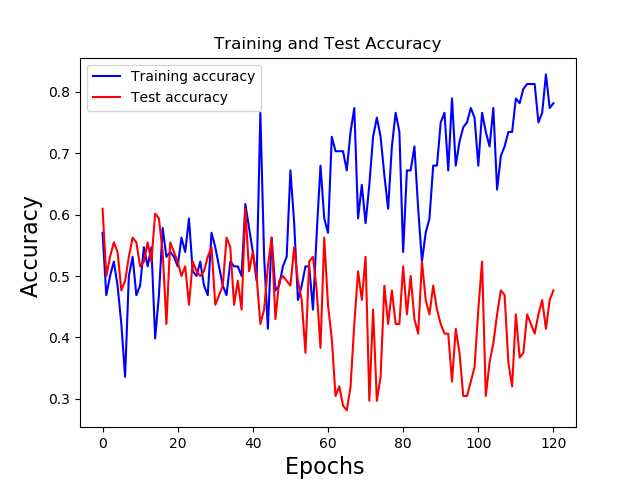 Training and Test Accuracy
Training accuracy
Test accuracy
Accuracy
0.8
0.7
0.6
0.5
0.4
0.3
0 20 40 60 80 100 120
Epochs